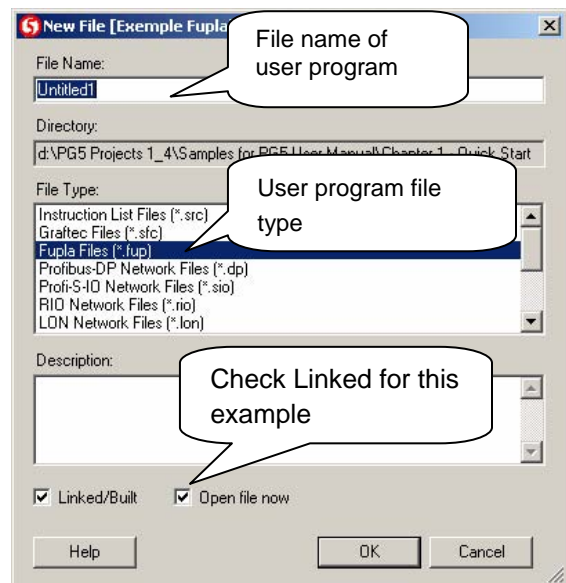 New File [Exemple Fupla
File name of
user program
File Name:
Untitled1
Directory:
d:\PG5 Projects 1_4\Samples for PG5 User Manual\Chapter 1 - Quick Start
File Type:
User program file
type
Instruction List Files (*.src)
Graftec Files (*.sfc)
Fupla Files (*.fup)
Profibus-DP Network Files (*.dp)
Profi-S-IO Network Files (*.sio)
RIO Network Files (*.rio)
LON Network Files (*.lon)
Description:
Check Linked for this
example
Linked/Built Open file now
Help OK Cancel